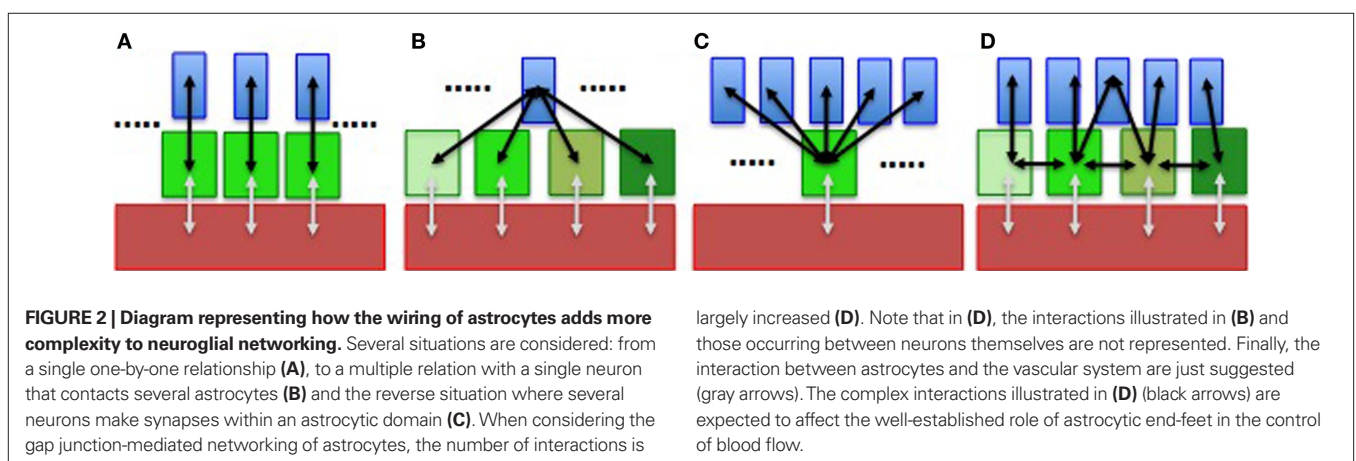 A
B
C
D
FIGURE 2 | Diagram representing how the wiring of astrocytes adds more
complexity to neuroglial networking. Several situations are considered: from
a single one-by-one relationship (A), to a multiple relation with a single neuron
that contacts several astrocytes (B) and the reverse situation where several
neurons make synapses within an astrocytic domain (C). When considering the
gap junction-mediated networking of astrocytes, the number of interactions is
largely increased (D). Note that in (D), the interactions illustrated in (B) and
those occurring between neurons themselves are not represented. Finally, the
interaction between astrocytes and the vascular system are just suggested
(gray arrows). The complex interactions illustrated in (D) (black arrows) are
expected to affect the well-established role of astrocytic end-feet in the control
of blood flow.